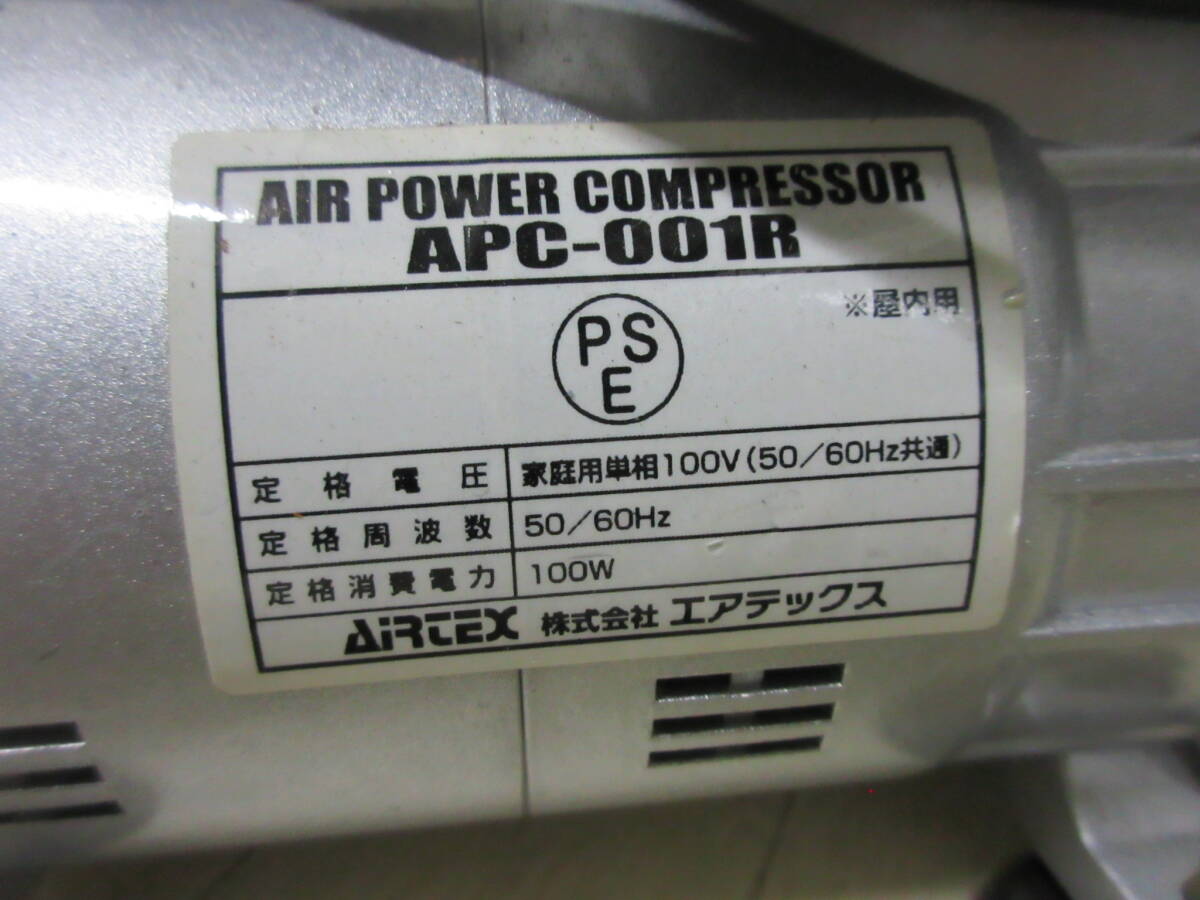 AIR POWER COMPRESSOR
APC-001R
※屋内用
PS
E
定格電圧 家庭用単相100V(50/60Hz共通)
定格周波数 50/60Hz
定格消費電力 100W
AIRTEX 株式会社 エアテックス